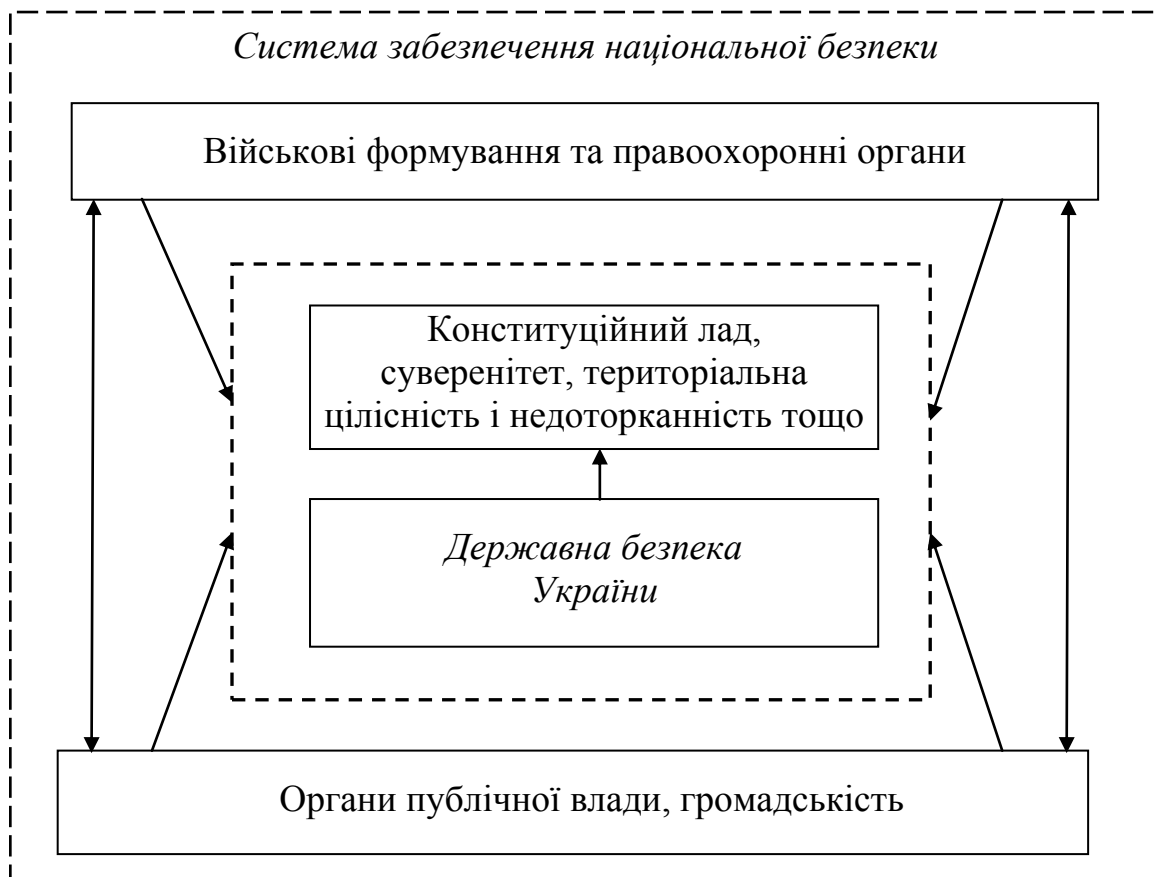 Система забезпечення національної безпеки
Військові формування та правоохоронні органи
Конституційний лад,
суверенітет, територіальна
цілісність і недоторканність тощо
Державна безпека
України
Органи публічної влади, громадськість